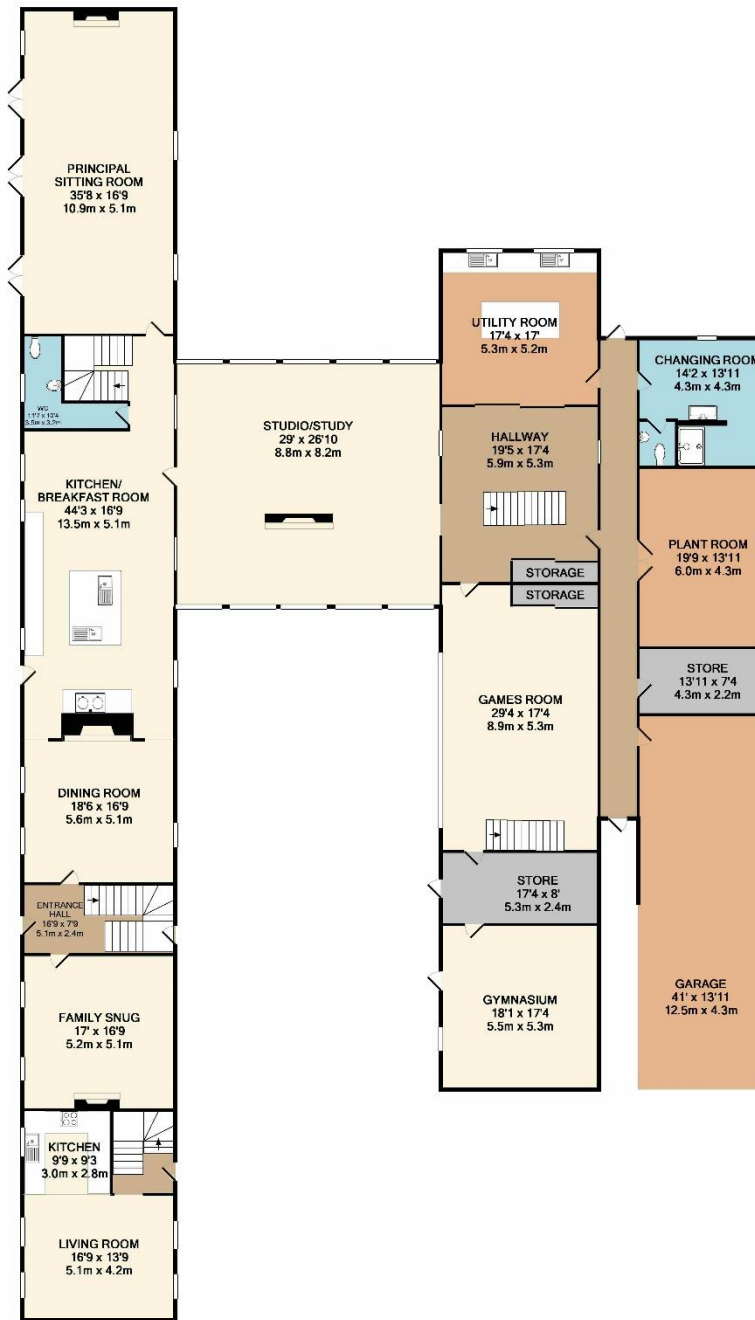 PRINCIPAL
SITTING ROOM
35'8 x 16'9
10.9m x 5.1m
UTILITY ROOM
17'4 x 17'
5.3m x 5.2m
CHANGING ROOM
14'2 x 13'11
4.3m x 4.3m
WC
11'7 x 10'4
3.5m x 3.2m
STUDIO/STUDY
29' x 26'10
8.8m x 8.2m
HALLWAY
19'5 x 17'4
5.9m x 5.3m
KITCHEN/
BREAKFAST ROOM
44'3 x 16'9
13.5m x 5.1m
PLANT ROOM
19'9 x 13'11
6.0m x 4.3m
STORAGE
STORAGE
STORE
13'11 x 7'4
4.3m x 2.2m
GAMES ROOM
29'4 x 17'4
8.9m x 5.3m
DINING ROOM
18'6 x 16'9
5.6m x 5.1m
STORE
17'4 x 8'
5.3m x 2.4m
ENTRANCE
HALL
16'9 x 7'9
5.1m x 2.4m
GARAGE
41' x 13'11
12.5m x 4.3m
FAMILY SNUG
17' x 16'9
5.2m x 5.1m
GYMNASIUM
18'1 x 17'4
5.5m x 5.3m
KITCHEN
9'9 x 9'3
3.0m x 2.8m
LIVING ROOM
16'9 x 13'9
5.1m x 4.2m